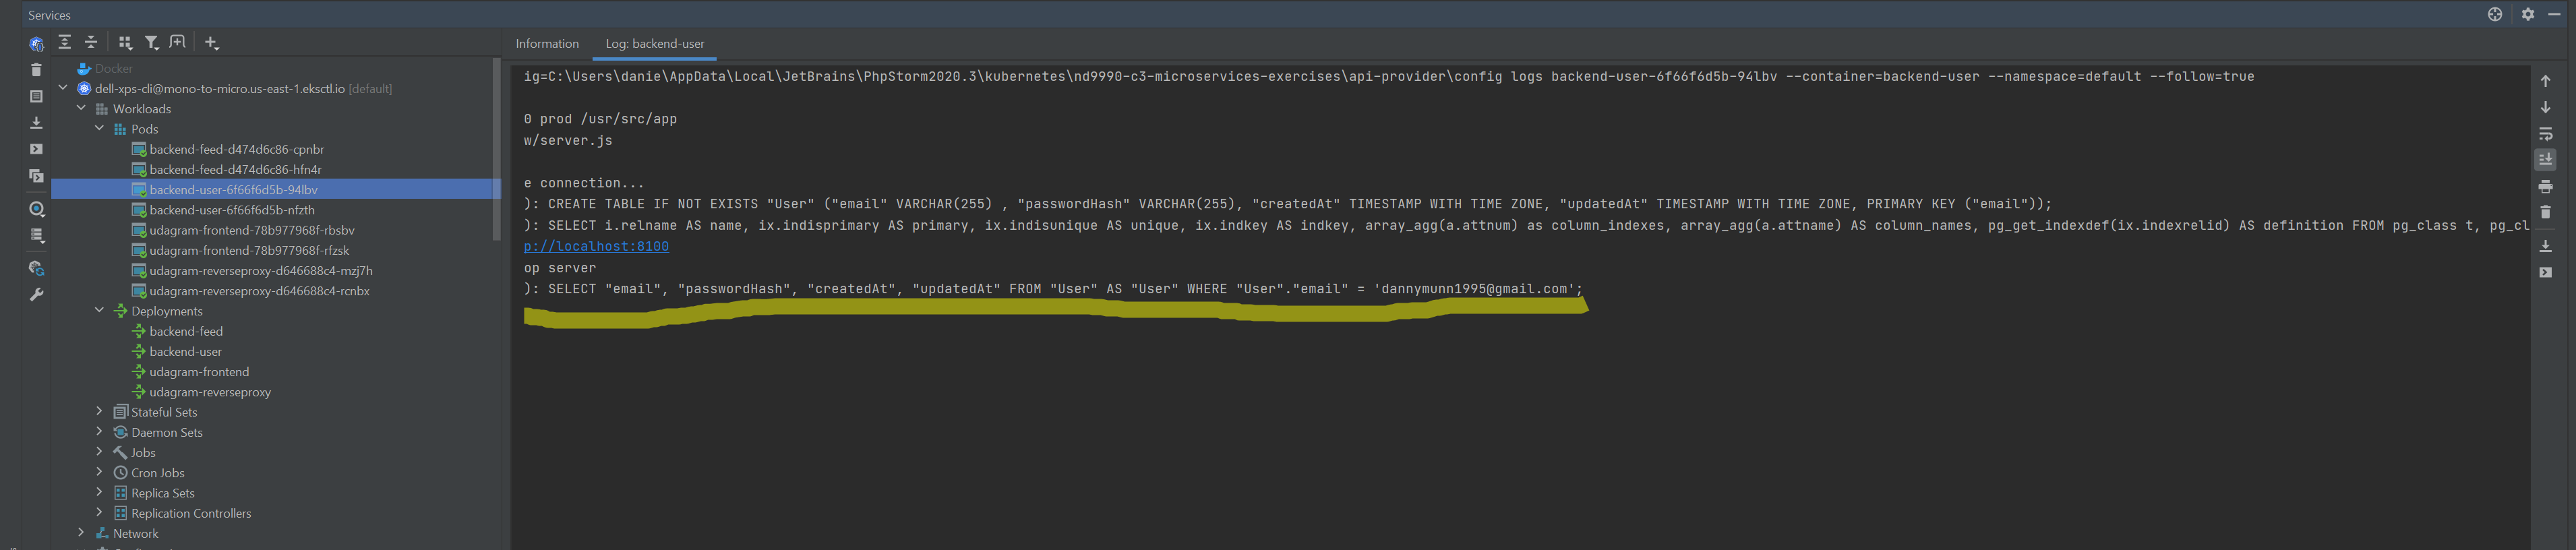 Services
Docker
dell-xps-cli@mono-to-micro.us-east-1.eksctl.io [default]
Workloads
Pods
backend-feed-d474d6c86-cpnbr
backend-feed-d474d6c86-hfn4r
backend-user-6f66f6d5b-94lbv
backend-user-6f66f6d5b-nfzth
udagram-frontend-78b977968f-rbsbv
udagram-frontend-78b977968f-rfzsk
udagram-reverseproxy-d646688c4-mzj7h
udagram-reverseproxy-d646688c4-rcnbx
Deployments
backend-feed
backend-user
udagram-frontend
udagram-reverseproxy
Stateful Sets
Daemon Sets
Jobs
Cron Jobs
Replica Sets
Replication Controllers
Network
Information Log: backend-user
ig=C:\Users\danie\AppData\Local\JetBrains\PhpStorm2020.3\kubernetes\nd9990-c3-microservices-exercises\api-provider\config logs backend-user-6f66f6d5b-94lbv --container=backend-user --namespace=default --follow=true
0 prod /usr/src/app
w/server.js
e connection...
): CREATE TABLE IF NOT EXISTS "User" ("email" VARCHAR(255) , "passwordHash" VARCHAR(255), "createdAt" TIMESTAMP WITH TIME ZONE, "updatedAt" TIMESTAMP WITH TIME ZONE, PRIMARY KEY ("email"));
): SELECT i.relname AS name, ix.indisprimary AS primary, ix.indisunique AS unique, ix.indkey AS indkey, array_agg(a.attnum) as column_indexes, array_agg(a.attname) AS column_names, pg_get_indexdef(ix.indexrelid) AS definition FROM pg_class t, pg_cl
p://localhost:8100
op server
): SELECT "email", "passwordHash", "createdAt", "updatedAt" FROM "User" AS "User" WHERE "User"."email" = 'dannymunn1995@gmail.com';